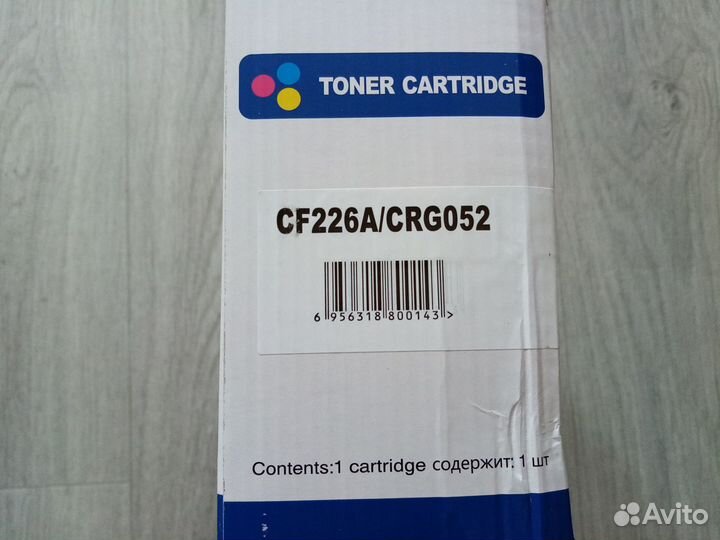 TONER CARTRIDGE
CF226A/CRG052
6 956318 800143 >
Contents:1 cartridge содержит: 1 шт
Avito